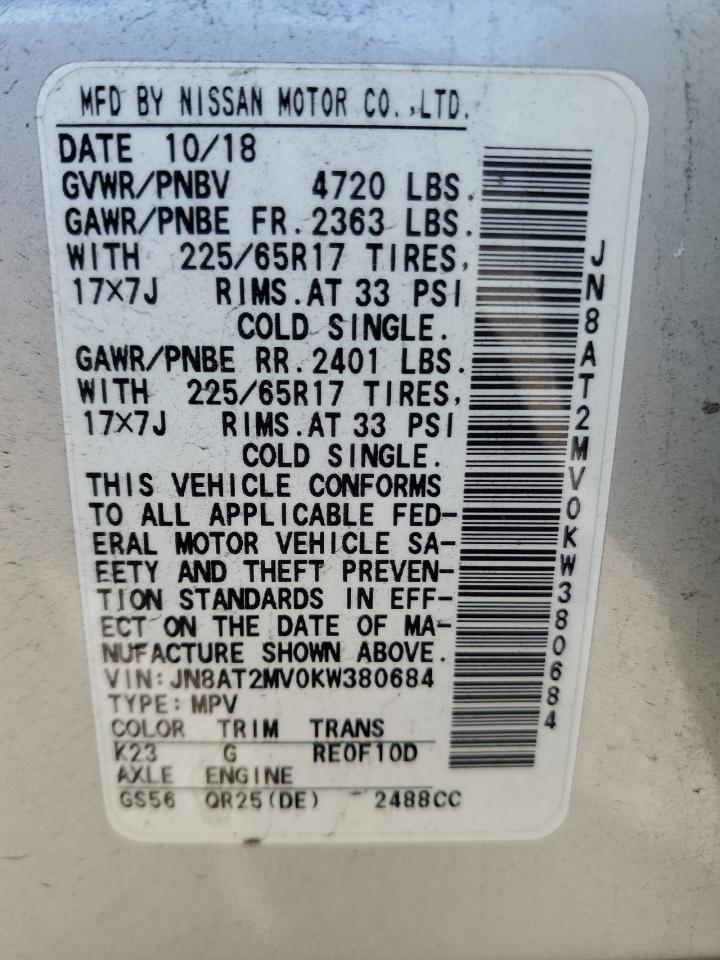 MFD BY NISSAN MOTOR CO.,LTD.
DATE 10/18
GVWR/PNBV 4720 LBS.
GAWR/PNBE FR.2363 LBS.
WITH 225/65R17 TIRES,
17X7J RIMS.AT 33 PSI
COLD SINGLE.
GAWR/PNBE RR.2401 LBS.
WITH 225/65R17 TIRES,
17X7J RIMS.AT 33 PSI
COLD SINGLE.
THIS VEHICLE CONFORMS
TO ALL APPLICABLE FED-
ERAL MOTOR VEHICLE SA-
FETY AND THEFT PREVEN-
TION STANDARDS IN EFF-
ECT ON THE DATE OF MA-
NUFACTURE SHOWN ABOVE.
VIN:JN8AT2MV0KW380684
TYPE:MPV
COLOR TRIM TRANS
K23 G RE0F10D
AXLE ENGINE
GS56 QR25(DE) 2488CC
JN8AT2MV0KW380684